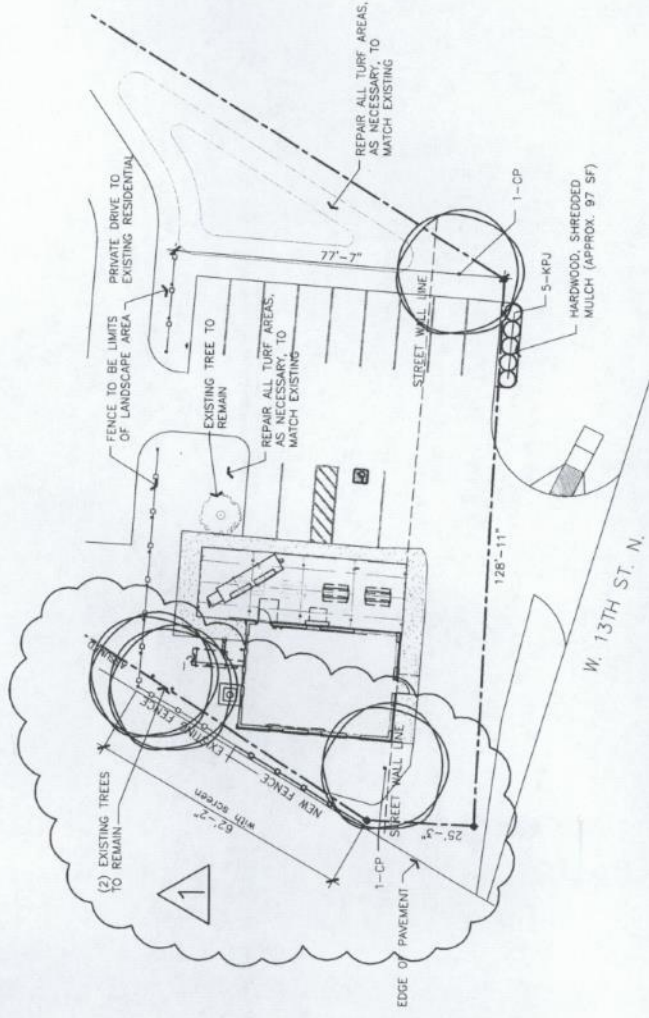 REPAIR ALL TURF AREAS,
AS NECESSARY, TO
MATCH EXISTING
PRIVATE DRIVE TO
EXISTING RESIDENTIAL
FENCE TO BE LIMITS
OF LANDSCAPE AREA
77'-7"
1-CP
5-KPJ
HARDWOOD, SHREDDED
MULCH (APPROX. 97 SF)
STREET WALL LINE
EXISTING TREE TO
REMAIN
REPAIR ALL TURF AREAS,
AS NECESSARY, TO
MATCH EXISTING
128'-11"
W. 13TH ST. N.
(2) EXISTING TREES
TO REMAIN
EXISTING FENCE
NEW FENCE
with screen
62'-2"
1
STREET WALL LINE
25'-3"
1-CP
EDGE OF PAVEMENT